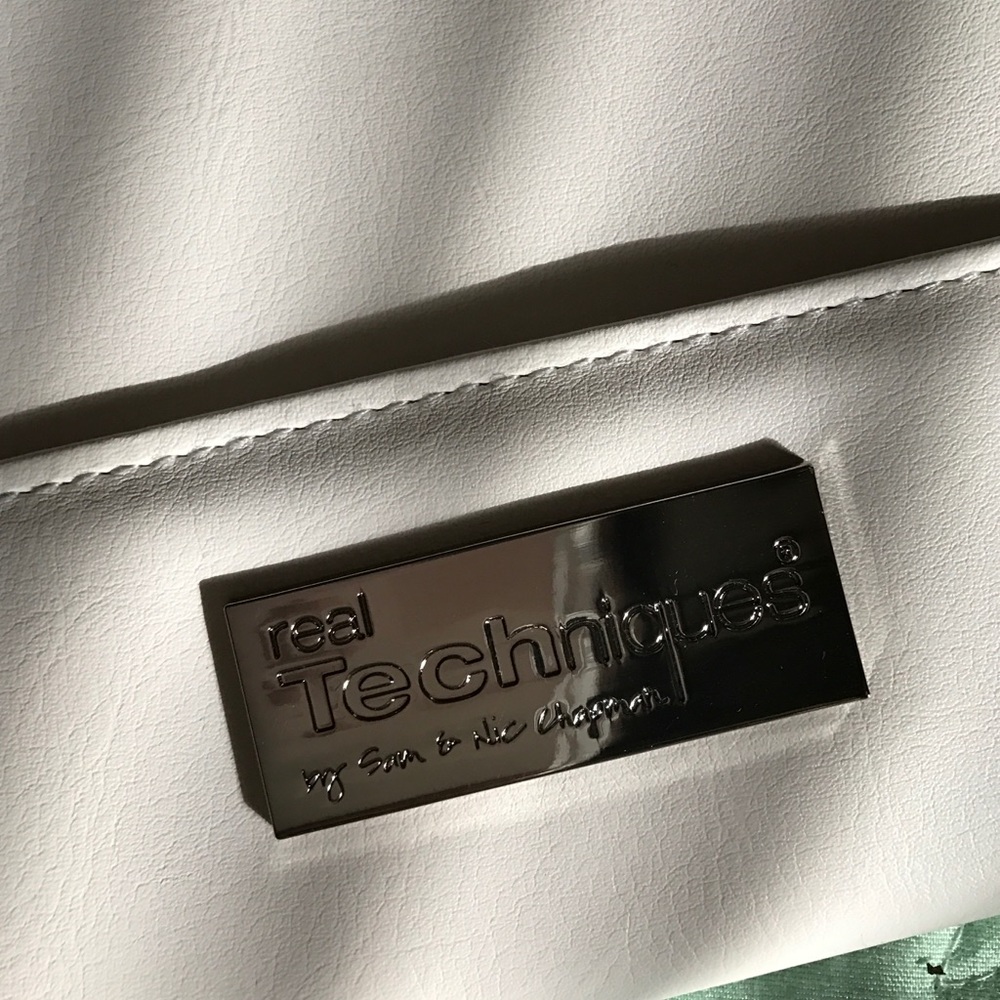 real
Techniques®
by Sam & Nic Chapman